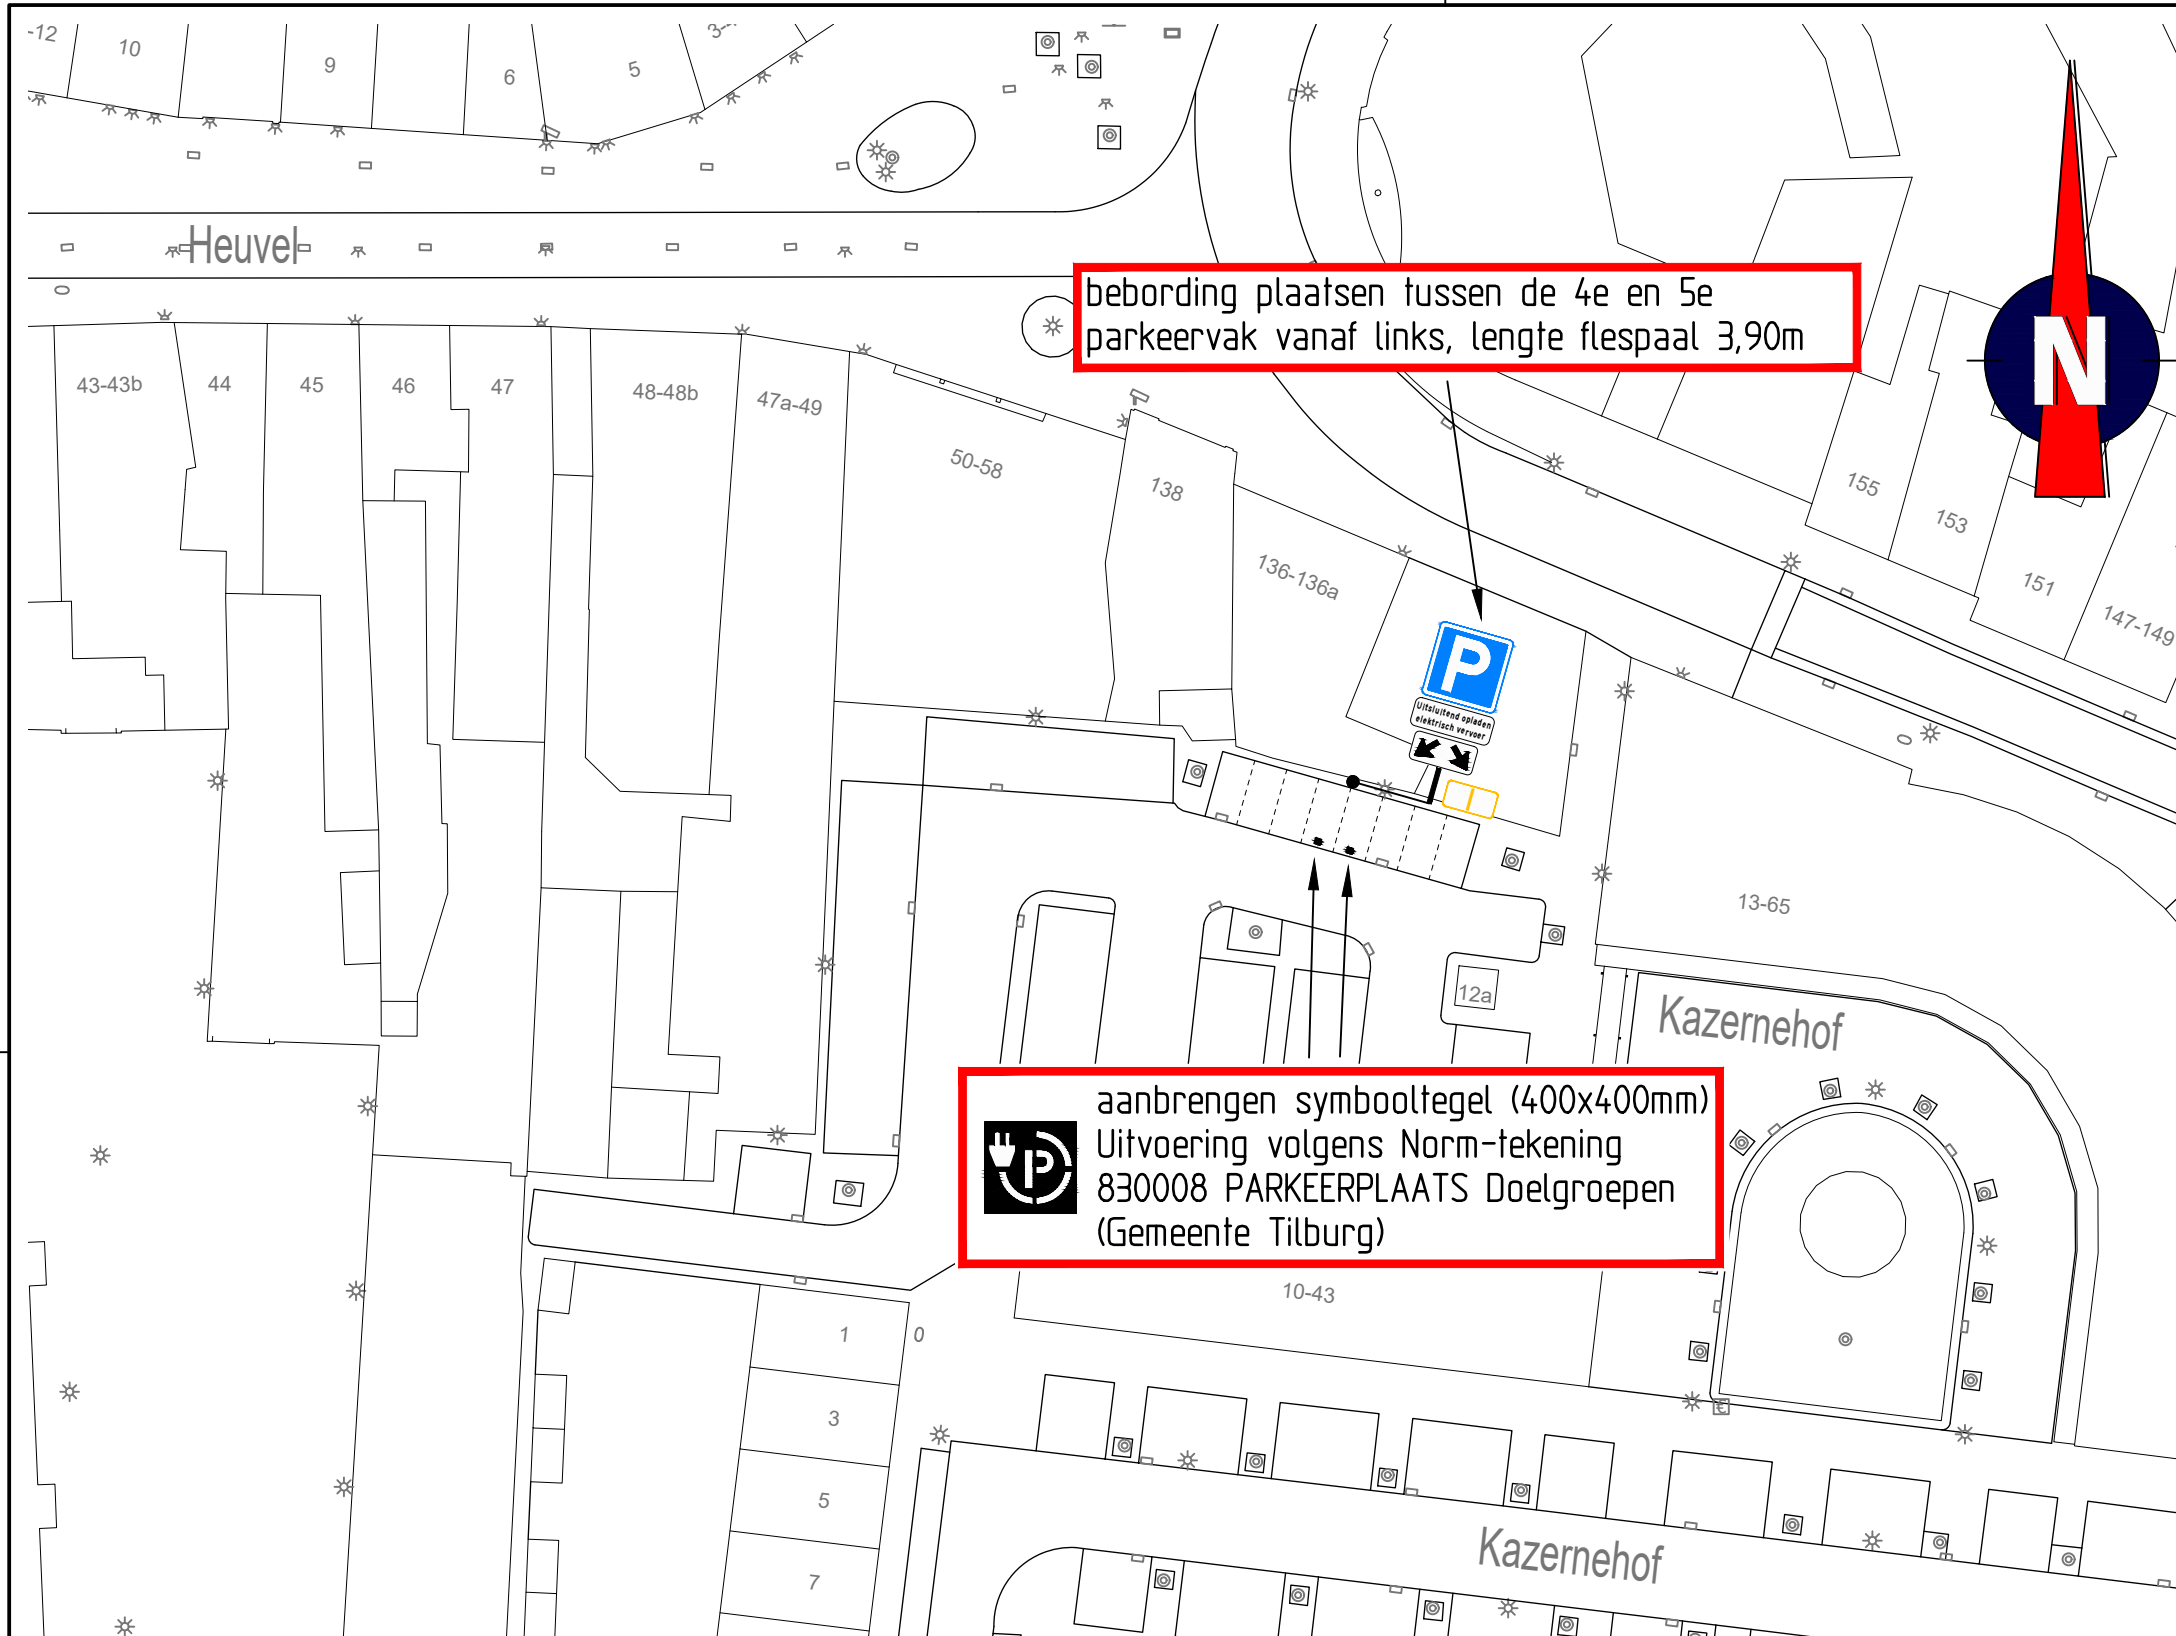 -12
10
9
6
5
3-
Heuvel
0
bebording plaatsen tussen de 4e en 5e
parkeervak vanaf links, lengte flespaal 3,90m
N
43-43b
44
45
46
47
48-48b
47a-49
50-58
138
136-136a
155
153
151
147-149
P
Uitsluitend opladen
elektrisch vervoer
0
13-65
12a
Kazernehof
aanbrengen symbooltegel (400x400mm)
Uitvoering volgens Norm-tekening
830008 PARKEERPLAATS Doelgroepen
(Gemeente Tilburg)
P
10-43
1
0
3
5
7
€
Kazernehof